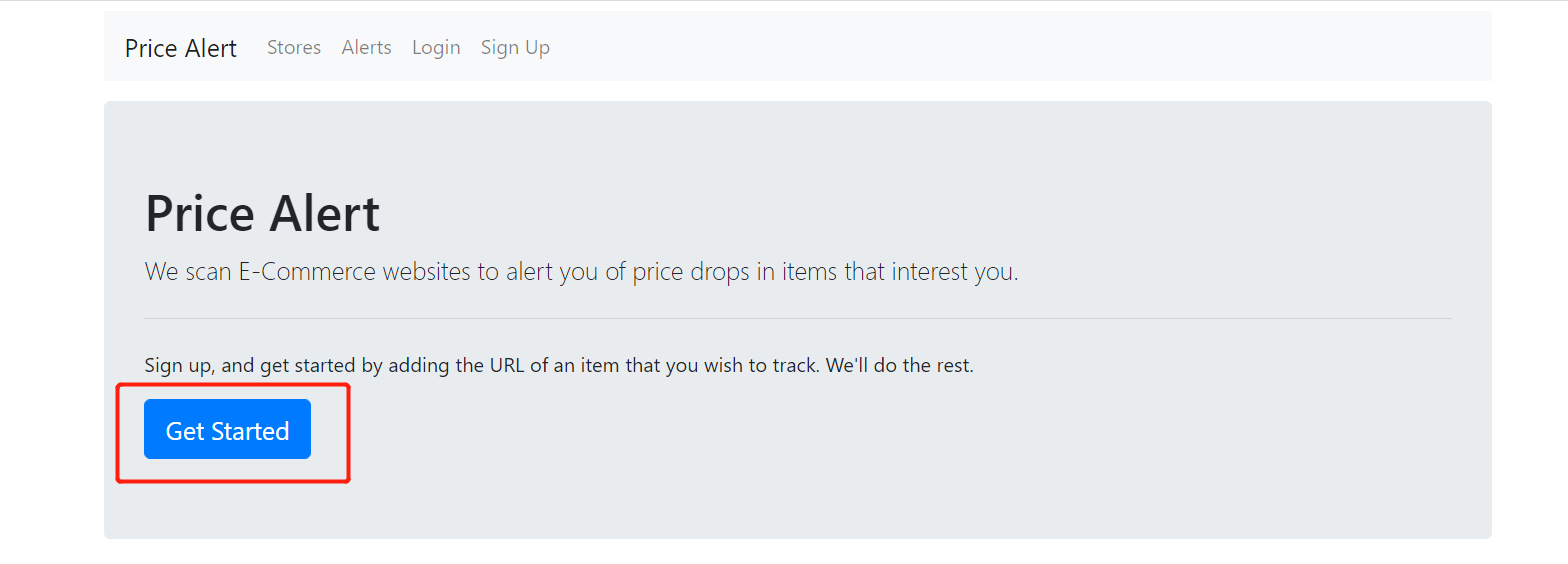 Price Alert Stores Alerts Login Sign Up
Price Alert
We scan E-Commerce websites to alert you of price drops in items that interest you.
Sign up, and get started by adding the URL of an item that you wish to track. We'll do the rest.
Get Started